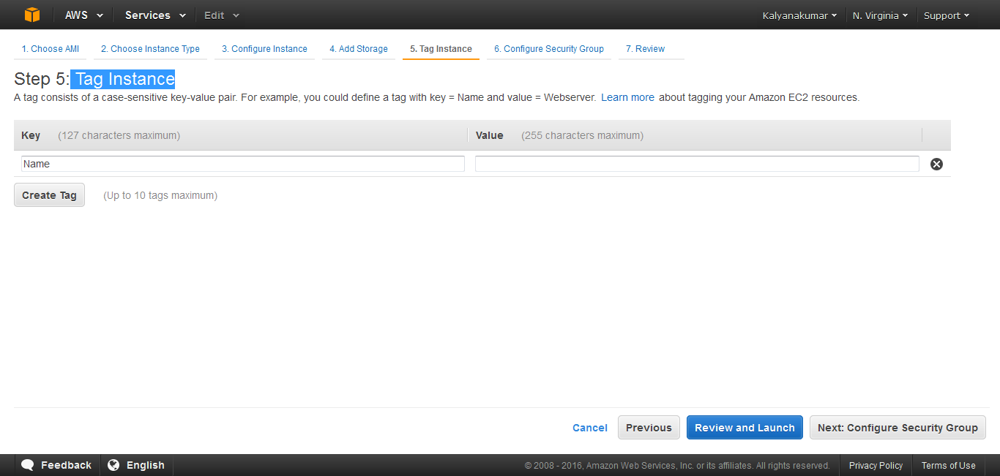 AWS Services Edit Kalyanakumar N. Virginia Support
1. Choose AMI 2. Choose Instance Type 3. Configure Instance 4. Add Storage 5. Tag Instance 6. Configure Security Group 7. Review
Step 5: Tag Instance
A tag consists of a case-sensitive key-value pair. For example, you could define a tag with key = Name and value = Webserver. Learn more about tagging your Amazon EC2 resources.
Key (127 characters maximum) Value (255 characters maximum)
Name
Create Tag (Up to 10 tags maximum)
Cancel Previous Review and Launch Next: Configure Security Group
Feedback English © 2008 - 2016, Amazon Web Services, Inc. or its affiliates. All rights reserved. Privacy Policy Terms of Use